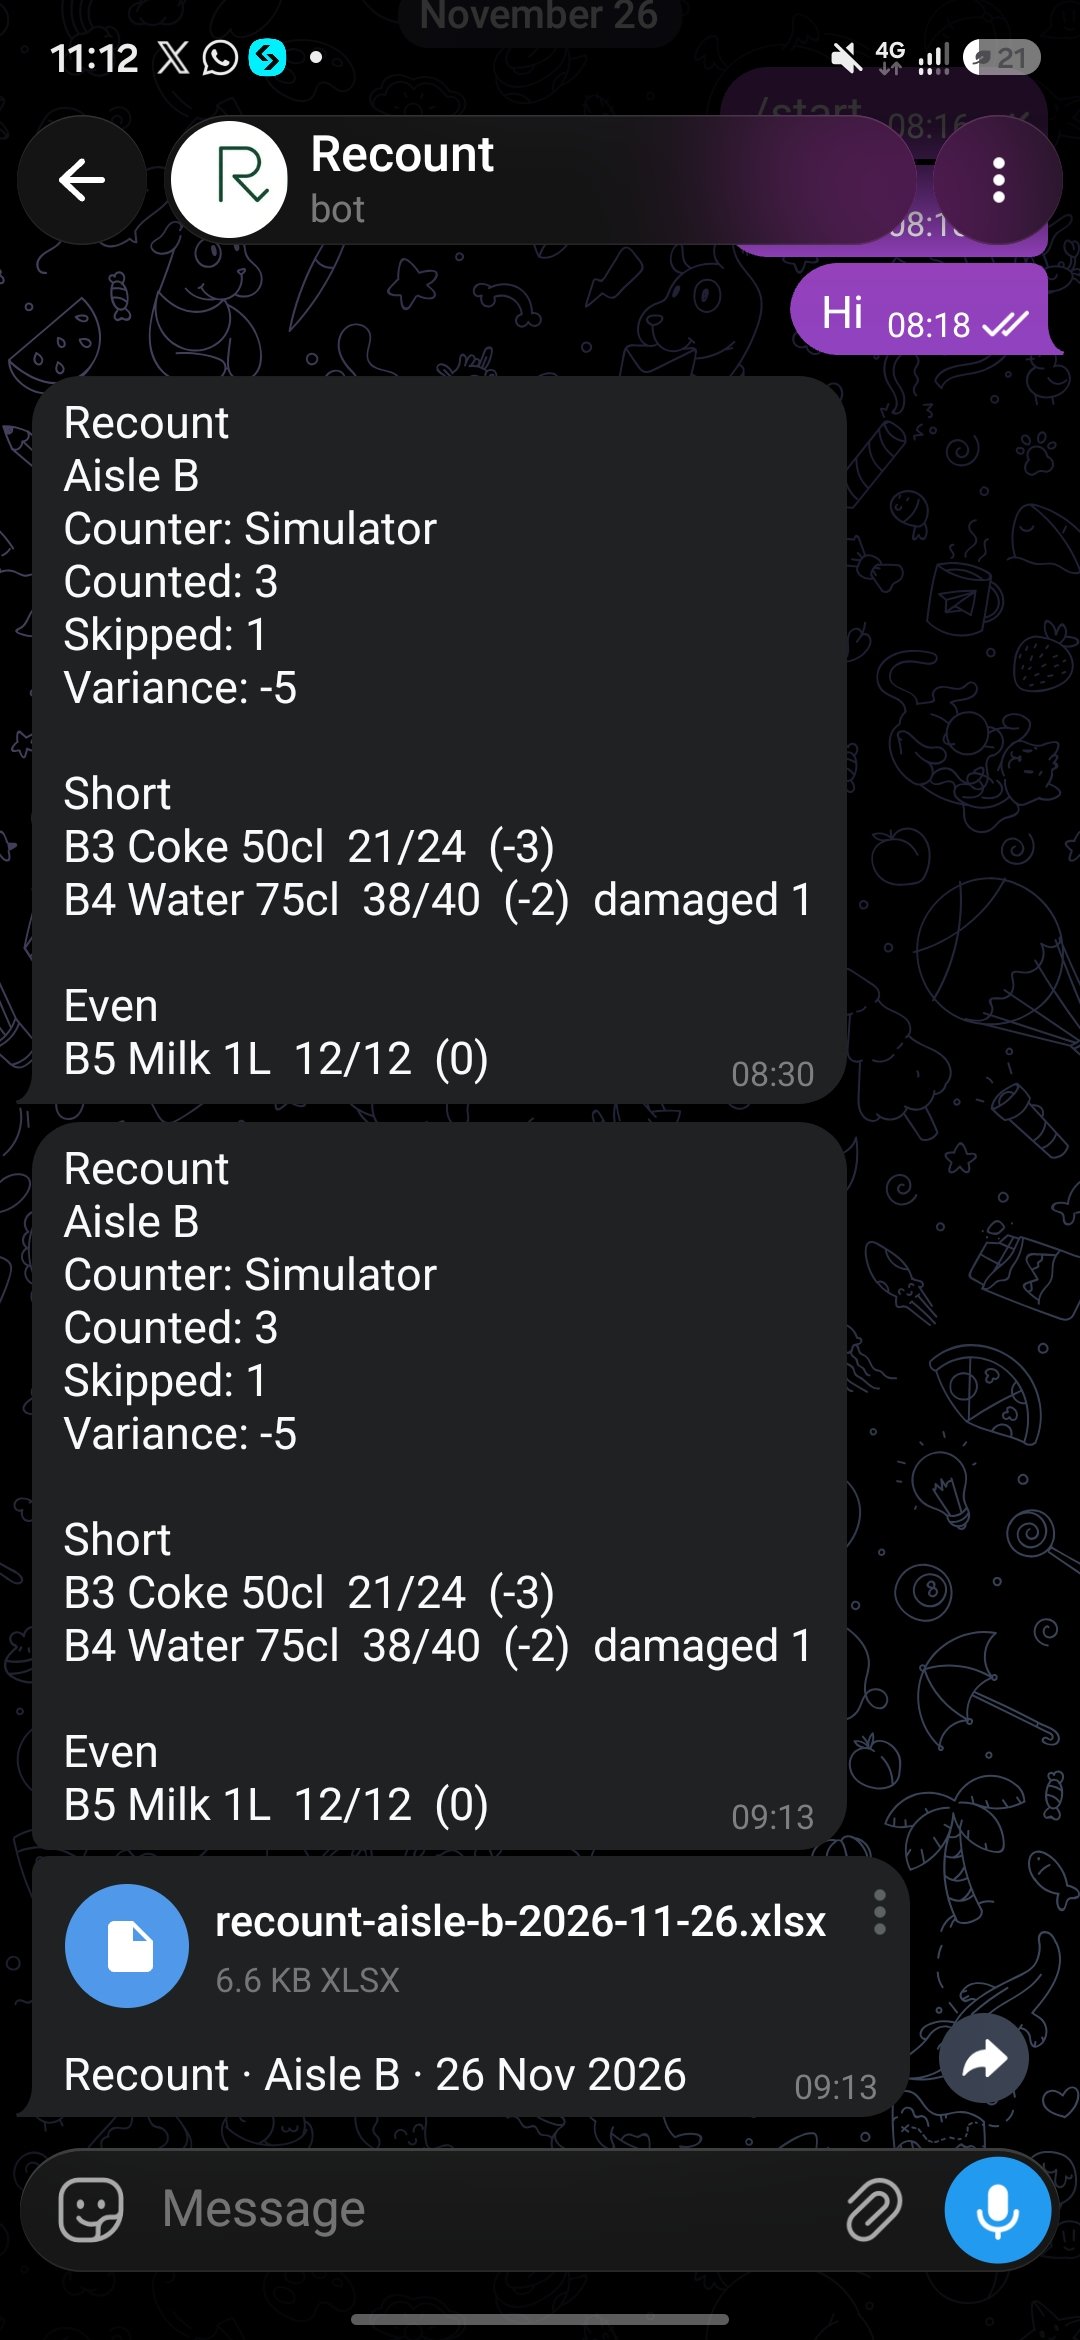 November 26
11:12
4G
21
/start 08:16
Recount
bot
Hi 08:18
Recount
Aisle B
Counter: Simulator
Counted: 3
Skipped: 1
Variance: -5
Short
B3 Coke 50cl 21/24 (-3)
B4 Water 75cl 38/40 (-2) damaged 1
Even
B5 Milk 1L 12/12 (0)
08:30
Recount
Aisle B
Counter: Simulator
Counted: 3
Skipped: 1
Variance: -5
Short
B3 Coke 50cl 21/24 (-3)
B4 Water 75cl 38/40 (-2) damaged 1
Even
B5 Milk 1L 12/12 (0)
09:13
recount-aisle-b-2026-11-26.xlsx
6.6 KB XLSX
Recount · Aisle B · 26 Nov 2026
09:13
Message